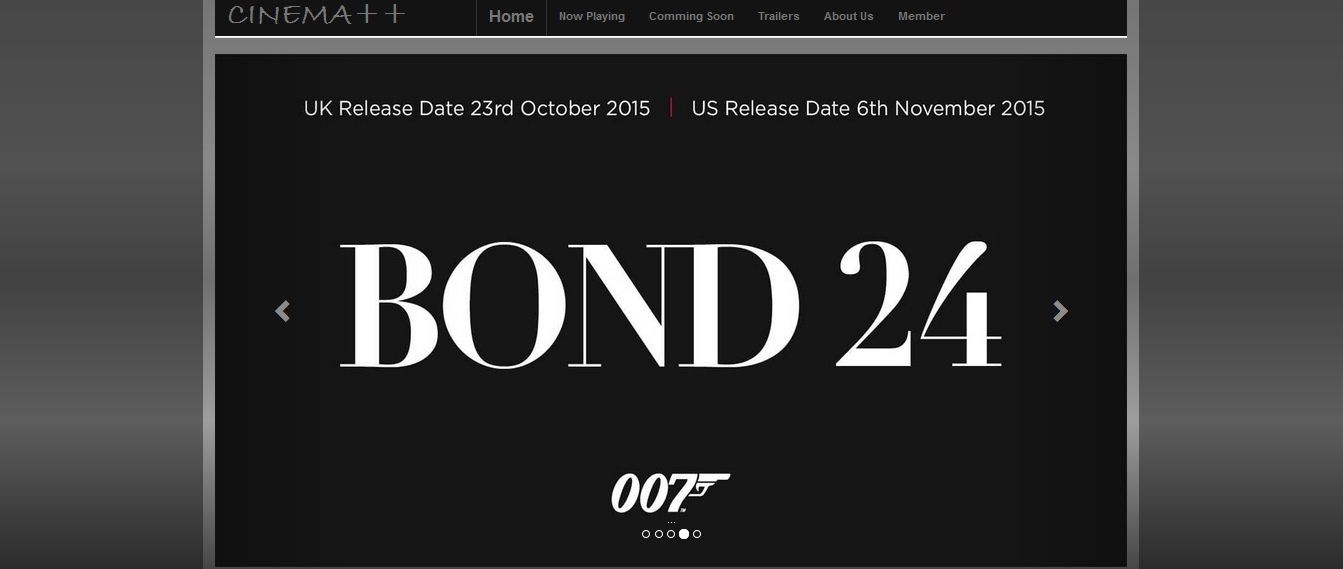 CINEMA++
Home Now Playing Comming Soon Trailers About Us Member
UK Release Date 23rd October 2015 | US Release Date 6th November 2015
BOND 24
007 TM
...